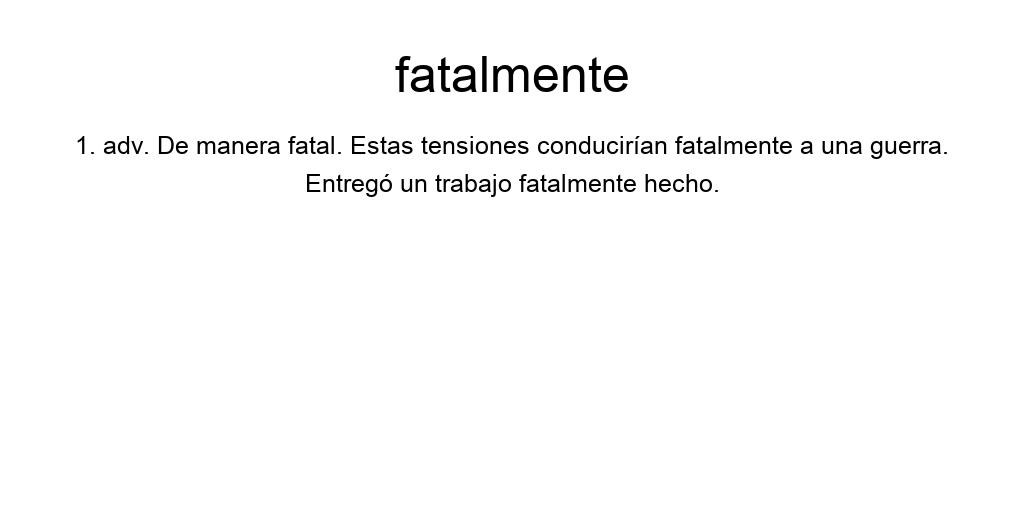 fatalmente
1. adv. De manera fatal. Estas tensiones conducirían fatalmente a una guerra.
Entregó un trabajo fatalmente hecho.